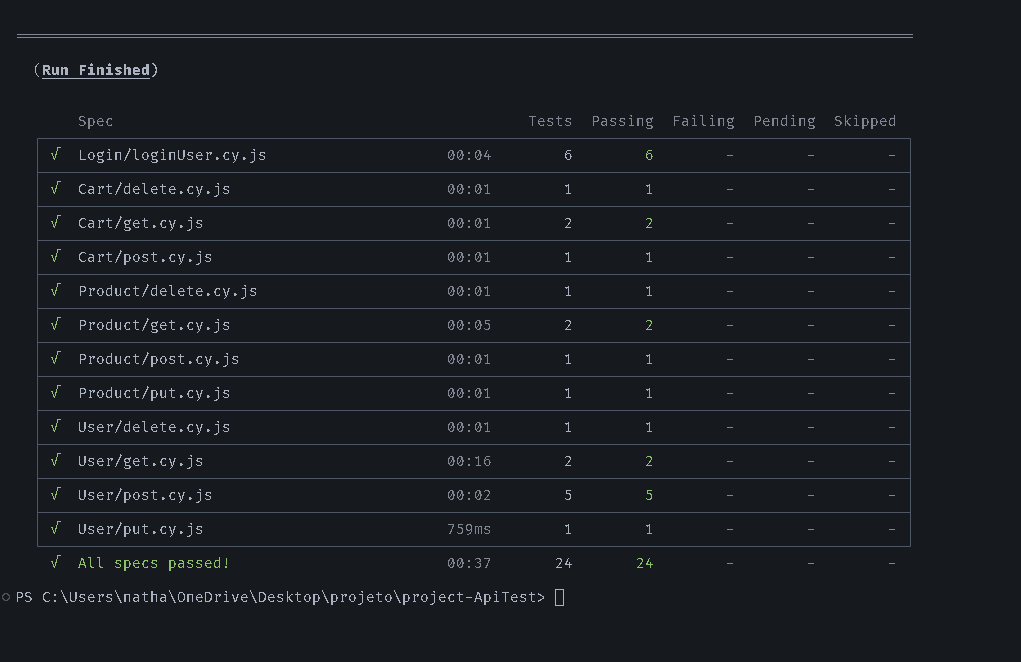 (Run Finished)
Spec Tests Passing Failing Pending Skipped
√ Login/loginUser.cy.js 00:04 6 6 - - -
√ Cart/delete.cy.js 00:01 1 1 - - -
√ Cart/get.cy.js 00:01 2 2 - - -
√ Cart/post.cy.js 00:01 1 1 - - -
√ Product/delete.cy.js 00:01 1 1 - - -
√ Product/get.cy.js 00:05 2 2 - - -
√ Product/post.cy.js 00:01 1 1 - - -
√ Product/put.cy.js 00:01 1 1 - - -
√ User/delete.cy.js 00:01 1 1 - - -
√ User/get.cy.js 00:16 2 2 - - -
√ User/post.cy.js 00:02 5 5 - - -
√ User/put.cy.js 759ms 1 1 - - -
√ All specs passed! 00:37 24 24 - - -
PS C:\Users\natha\OneDrive\Desktop\projeto\project-ApiTest>